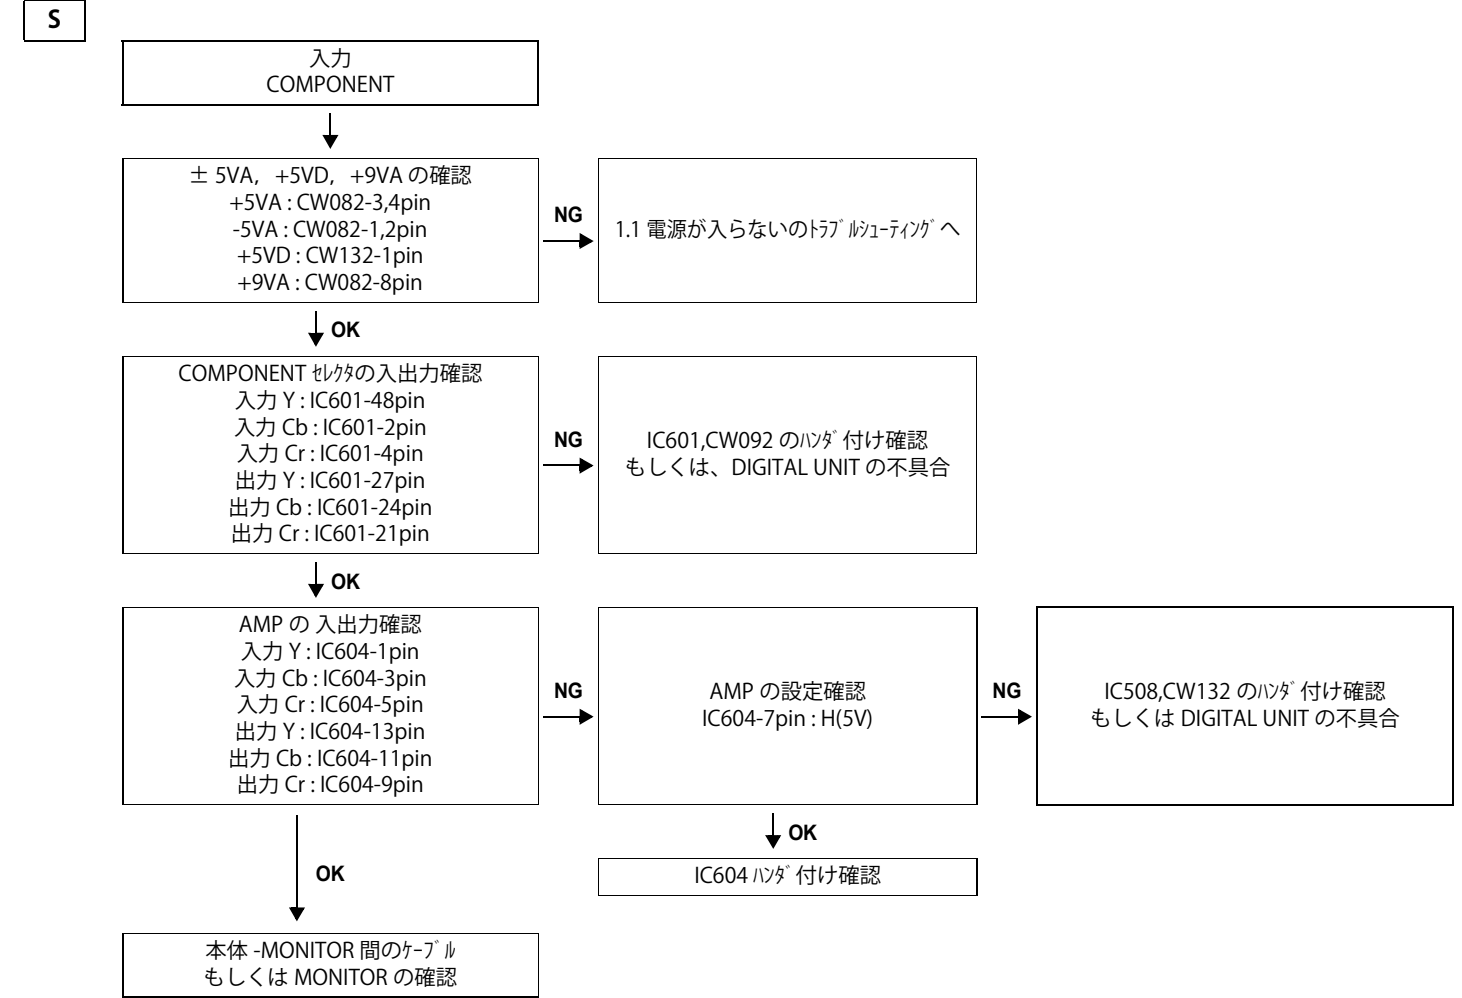 S
入力
COMPONENT
± 5VA, +5VD, +9VA の確認
+5VA : CW082-3,4pin
-5VA : CW082-1,2pin
+5VD : CW132-1pin
+9VA : CW082-8pin
NG
1.1 電源が入らないのﾄﾗﾌﾞﾙｼｭｰﾃｨﾝｸﾞへ
OK
COMPONENT ｾﾚｸﾀの入出力確認
入力 Y : IC601-48pin
入力 Cb : IC601-2pin
入力 Cr : IC601-4pin
出力 Y : IC601-27pin
出力 Cb : IC601-24pin
出力 Cr : IC601-21pin
NG
IC601,CW092 のﾊﾝﾀﾞ付け確認
もしくは、DIGITAL UNIT の不具合
OK
AMP の 入出力確認
入力 Y : IC604-1pin
入力 Cb : IC604-3pin
入力 Cr : IC604-5pin
出力 Y : IC604-13pin
出力 Cb : IC604-11pin
出力 Cr : IC604-9pin
NG
AMP の設定確認
IC604-7pin : H(5V)
NG
IC508,CW132 のﾊﾝﾀﾞ付け確認
もしくは DIGITAL UNIT の不具合
OK
IC604 ﾊﾝﾀﾞ付け確認
OK
本体 -MONITOR 間のｹｰﾌﾞﾙ
もしくは MONITOR の確認